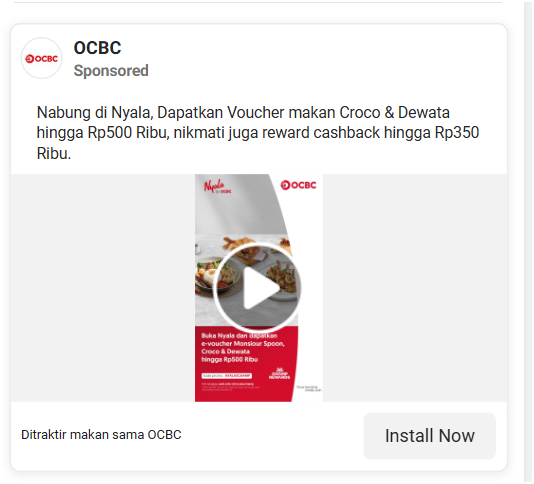 OCBC
OCBC
Sponsored
Nabung di Nyala, Dapatkan Voucher makan Croco & Dewata
hingga Rp500 Ribu, nikmati juga reward cashback hingga Rp350
Ribu.
Nyala
by OCBC
OCBC
Buka Nyala dan dapatkan
e-voucher Monsiour Spoon,
Croco & Dewata
hingga Rp500 Ribu
Ditraktir makan sama OCBC
Install Now